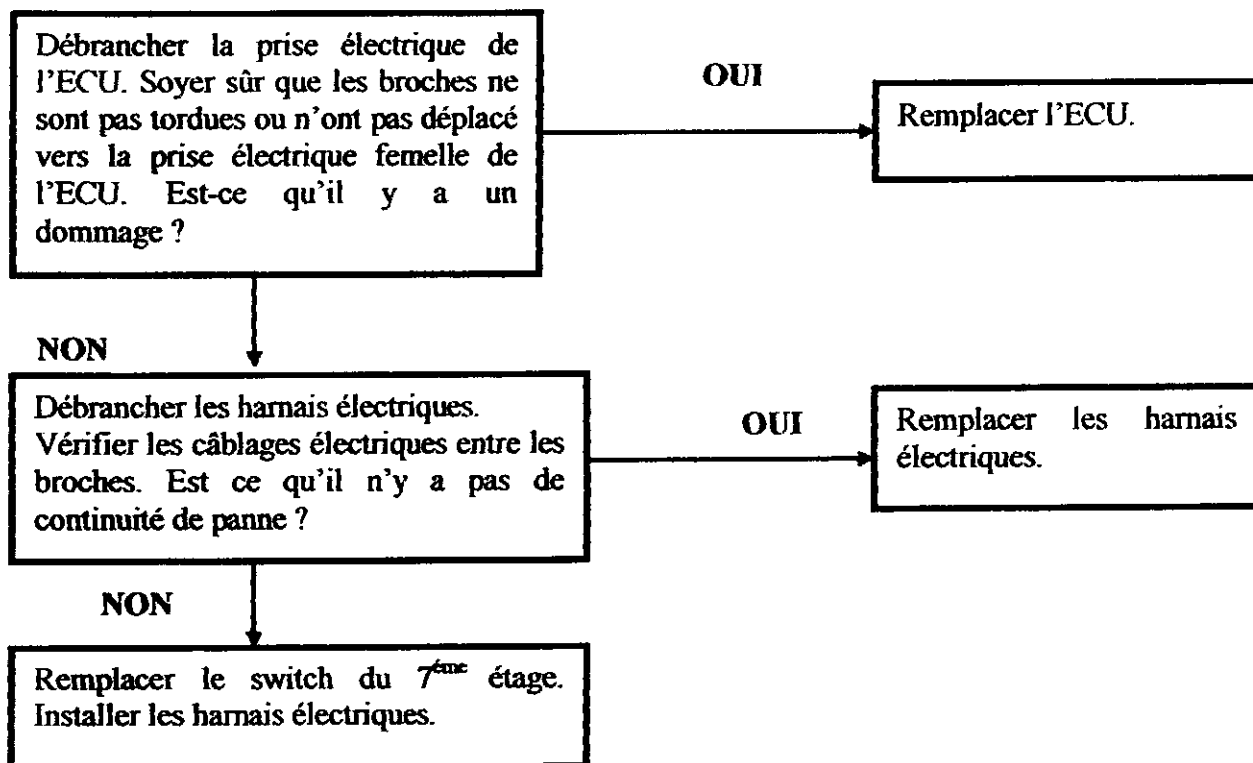 Débrancher la prise électrique de
l'ECU. Soyer sûr que les broches ne
sont pas tordues ou n'ont pas déplacé
vers la prise électrique femelle de
l'ECU. Est-ce qu'il y a un
dommage ?
OUI
Remplacer l'ECU.
NON
Débrancher les harnais électriques.
Vérifier les câblages électriques entre les
broches. Est ce qu'il n'y a pas de
continuité de panne ?
OUI
Remplacer les harnais
électriques.
NON
Remplacer le switch du 7ème étage.
Installer les harnais électriques.